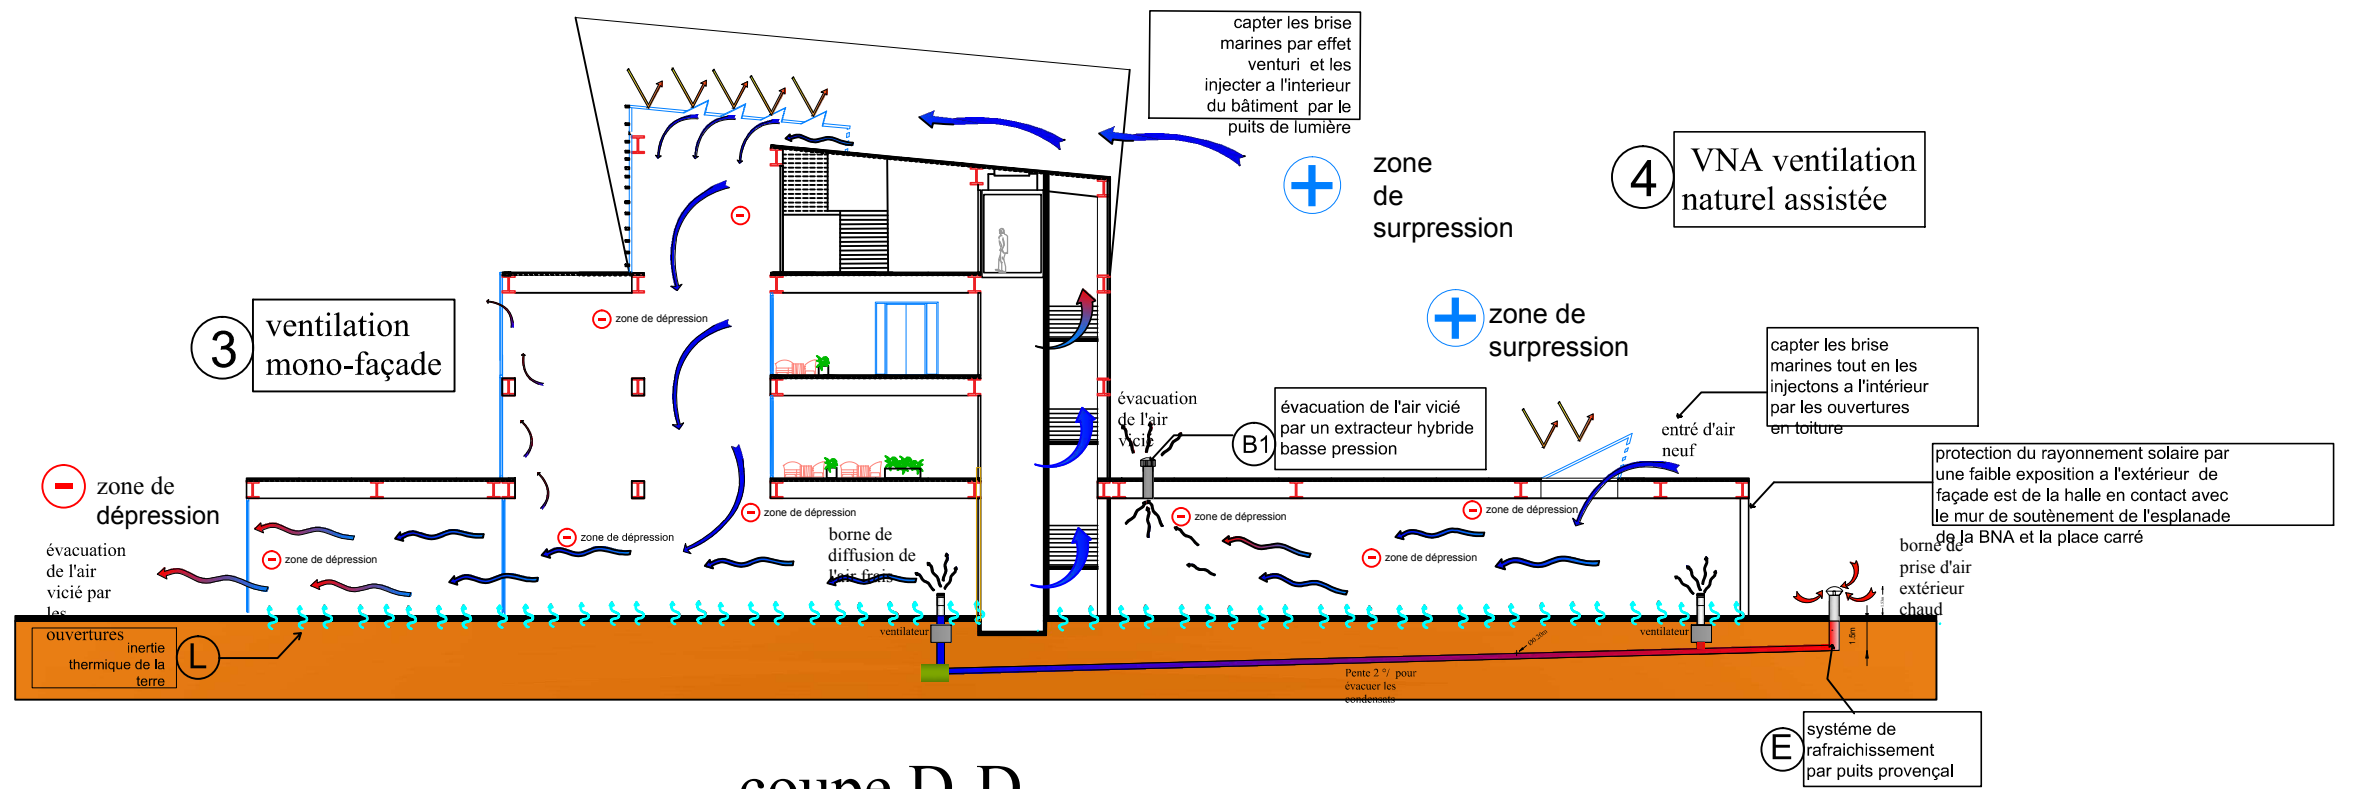 capter les brise
marines par effet
venturi et les
injecter a l'interieur
du bâtiment par le
puits de lumière
zone
de
surpression
4
VNA ventilation
naturel assistée
3
ventilation
mono-façade
zone de dépression
zone de
surpression
capter les brise
marines tout en les
injectons a l'intérieur
par les ouvertures
en toiture
évacuation
de l'air
vicié
B1
évacuation de l'air vicié
par un extracteur hybride
basse pression
entré d'air
neuf
protection du rayonnement solaire par
une faible exposition a l'extérieur de
façade est de la halle en contact avec
le mur de soutènement de l'esplanade
de la BNA et la place carré
zone de
dépression
zone de dépression
zone de dépression
zone de dépression
zone de dépression
zone de dépression
zone de dépression
évacuation
de l'air
vicié par
les
ouvertures
borne de
diffusion de
l'air frais
borne de
prise d'air
extérieur
chaud
ventilateur
ventilateur
1.5m
Ø0.20m
L
inertie
thermique de la
terre
Pente 2 °/ pour
évacuer les
condensats
E
systéme de
rafraichissement
par puits provençal
coupe D-D